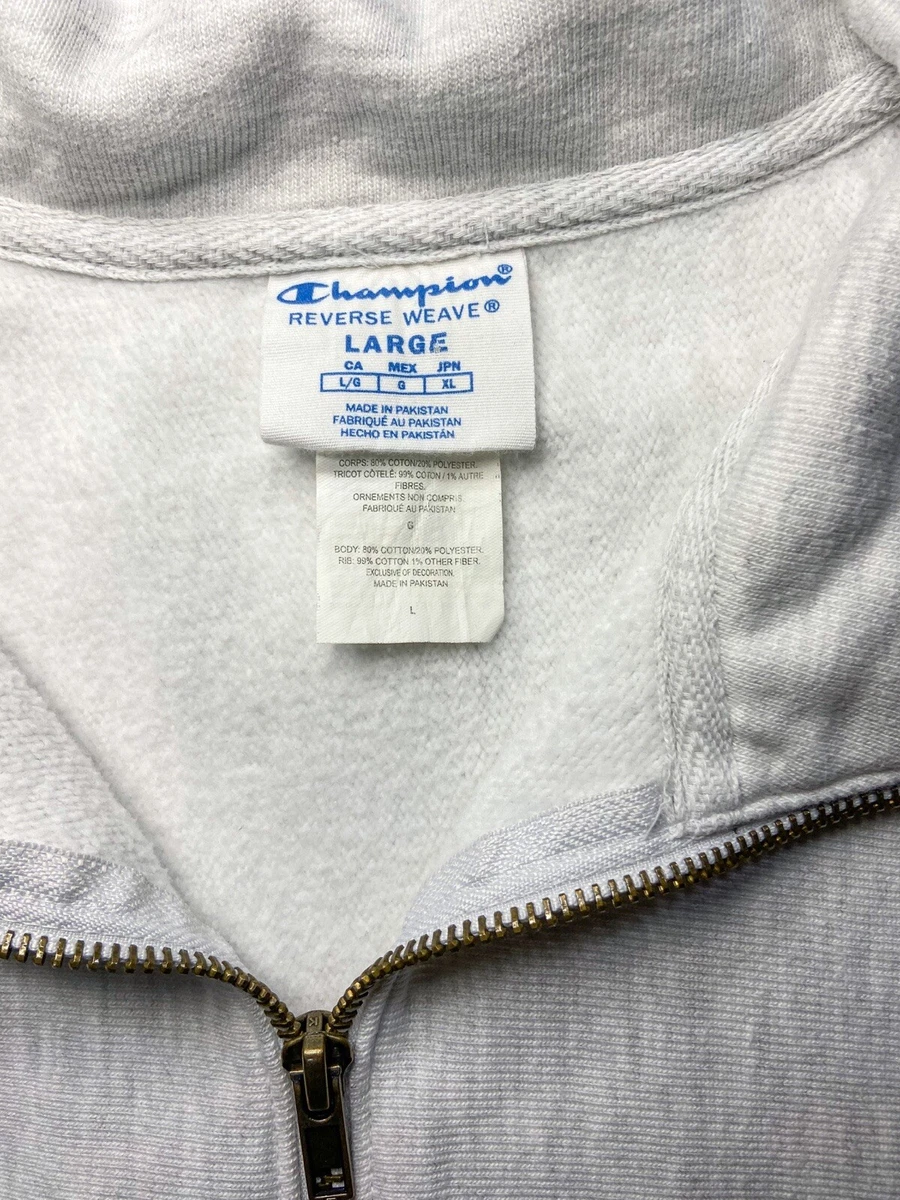 Champion®
REVERSE WEAVE®
LARGE
CA MEX JPN
L/G G XL
MADE IN PAKISTAN
FABRIQUÉ AU PAKISTAN
HECHO EN PAKISTÁN
CORPS: 80% COTON/20% POLYESTER.
TRICOT CÔTELÉ: 99% COTON / 1% AUTRE
FIBRES.
ORNEMENTS NON COMPRIS.
FABRIQUÉ AU PAKISTAN
G
BODY: 80% COTTON/20% POLYESTER.
RIB: 99% COTTON 1% OTHER FIBER.
EXCLUSIVE OF DECORATION.
MADE IN PAKISTAN
L